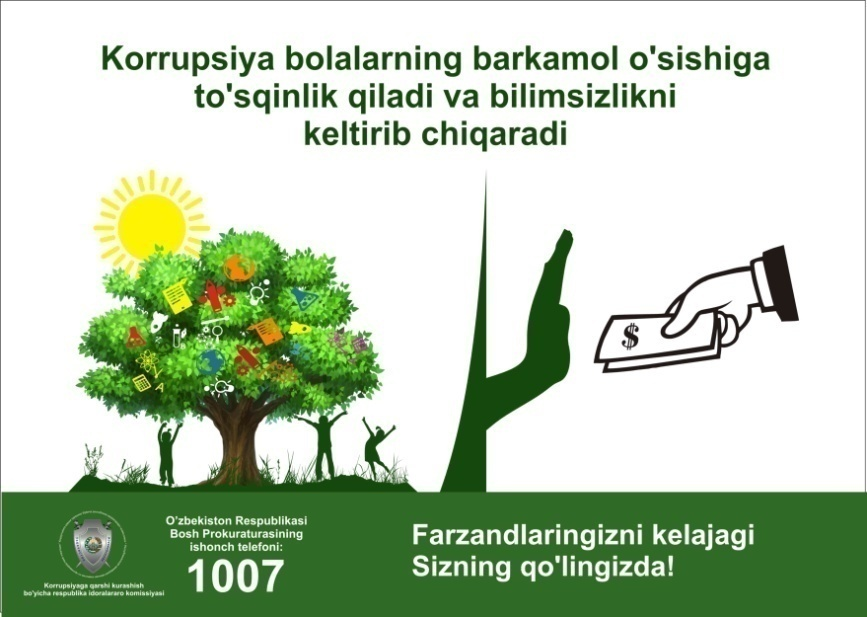 Korrupsiya bolalarning barkamol o'sishiga
to'sqinlik qiladi va bilimsizlikni
keltirib chiqaradi
$
A
Korrupsiyaga qarshi kurashish
bo'yicha respublika idoralararo komissiyasi
O'zbekiston Respublikasi
Bosh Prokuraturasining
ishonch telefoni:
1007
Farzandlaringizni kelajagi
Sizning qo'lingizda!